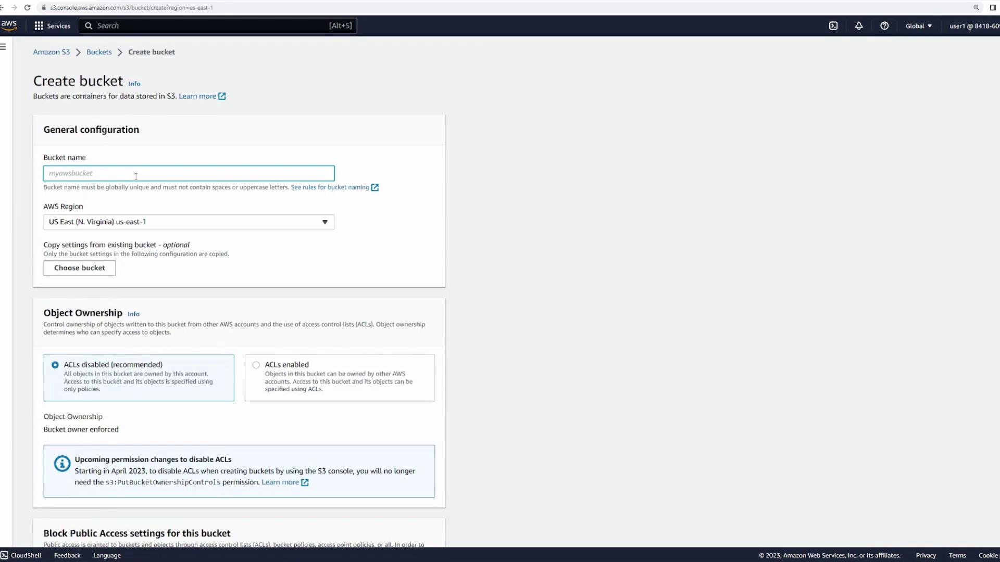 s3.console.aws.amazon.com/s3/bucket/create?region=us-east-1
aws
Services
Search
[Alt+S]
Global
user1 @ 8418-609
Amazon S3
Buckets
Create bucket
Create bucket
Info
Buckets are containers for data stored in S3. Learn more
General configuration
Bucket name
myawsbucket
Bucket name must be globally unique and must not contain spaces or uppercase letters. See rules for bucket naming
AWS Region
US East (N. Virginia) us-east-1
Copy settings from existing bucket - optional
Only the bucket settings in the following configuration are copied.
Choose bucket
Object Ownership
Info
Control ownership of objects written to this bucket from other AWS accounts and the use of access control lists (ACLs). Object ownership
determines who can specify access to objects.
ACLs disabled (recommended)
All objects in this bucket are owned by this account.
Access to this bucket and its objects is specified using
only policies.
ACLs enabled
Objects in this bucket can be owned by other AWS
accounts. Access to this bucket and its objects can be
specified using ACLs.
Object Ownership
Bucket owner enforced
Upcoming permission changes to disable ACLs
Starting in April 2023, to disable ACLs when creating buckets by using the S3 console, you will no longer
need the s3:PutBucketOwnershipControls permission. Learn more
Block Public Access settings for this bucket
Public access is granted to buckets and objects through access control lists (ACLs), bucket policies, access point policies, or all. In order to
CloudShell
Feedback
Language
© 2023, Amazon Web Services, Inc. or its affiliates.
Privacy
Terms
Cookie